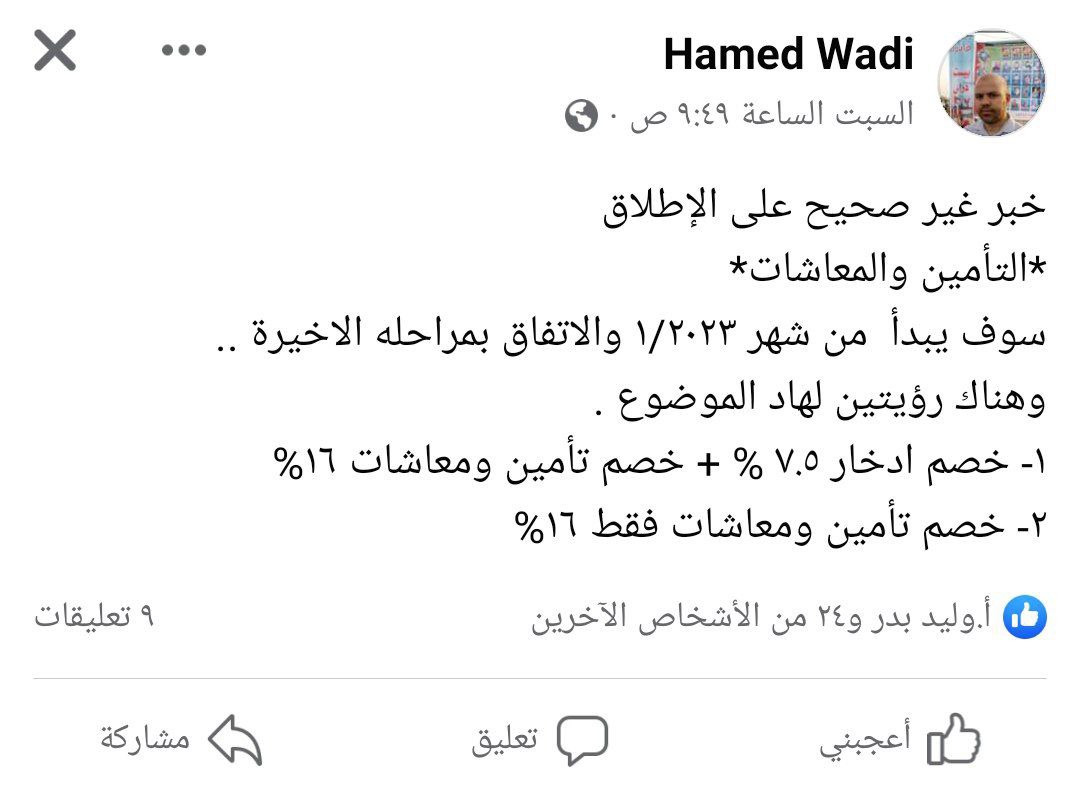 Hamed Wadi
السبت الساعة ٩:٤٩ ص ·
خبر غير صحيح على الإطلاق
*التأمين والمعاشات*
سوف يبدأ من شهر ١/٢٠٢٣ والاتفاق بمراحله الاخيرة ..
وهناك رؤيتين لهاد الموضوع .
١- خصم ادخار ٧.٥ % + خصم تأمين ومعاشات ١٦%
٢- خصم تأمين ومعاشات فقط ١٦%
أ.وليد بدر و٢٤ من الأشخاص الآخرين
٩ تعليقات
أعجبني
تعليق
مشاركة